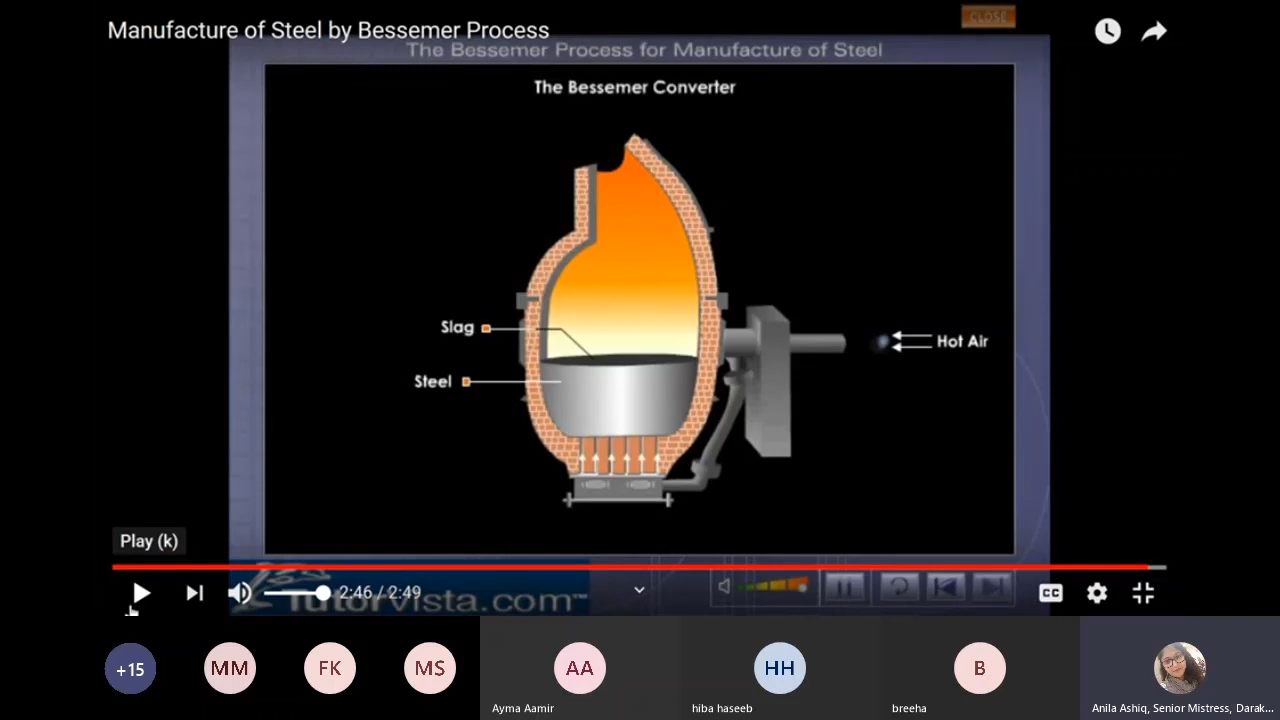 Manufacture of Steel by Bessemer Process
CLOSE
The Bessemer Process for Manufacture of Steel
The Bessemer Converter
Slag
Hot Air
Steel
Play (k)
2:46 / 2:49
CC
Tutorvista.com™
+15
MM
FK
MS
AA
HH
B
Ayma Aamir
hiba haseeb
breeha
Anila Ashiq, Senior Mistress, Darak...